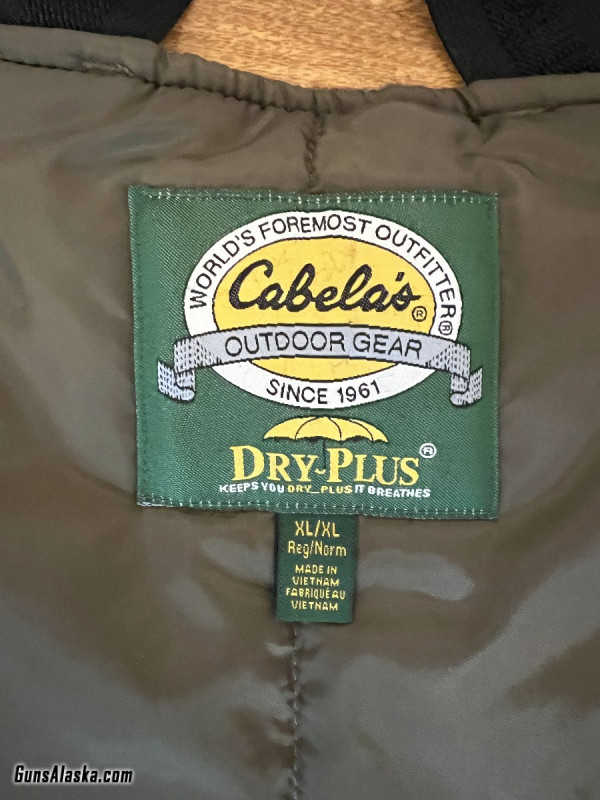 WORLD'S FOREMOST OUTFITTER®
Cabela's®
OUTDOOR GEAR
SINCE 1961
DRY-PLUS®
KEEPS YOU DRY_PLUS IT BREATHES
XL/XL
Reg/Norm
MADE IN
VIETNAM
FABRIQUÉ AU
VIETNAM
GunsAlaska.com